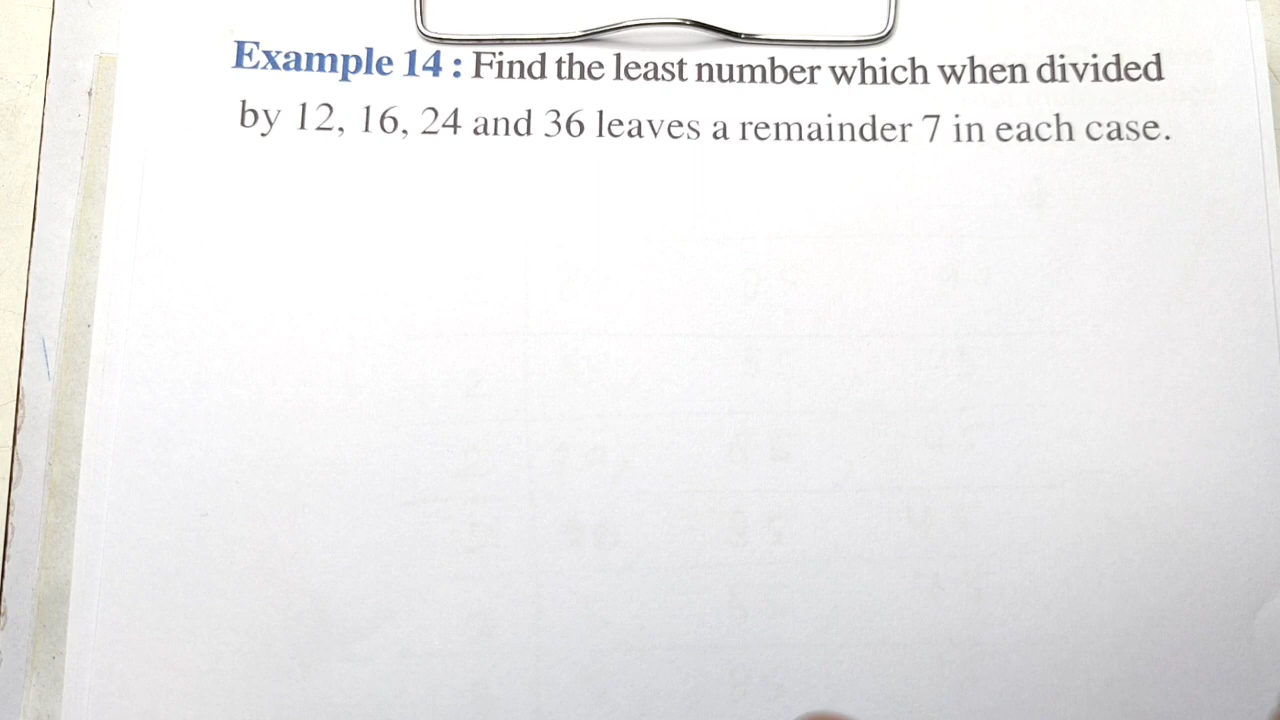 Example 14 : Find the least number which when divided
by 12, 16, 24 and 36 leaves a remainder 7 in each case.